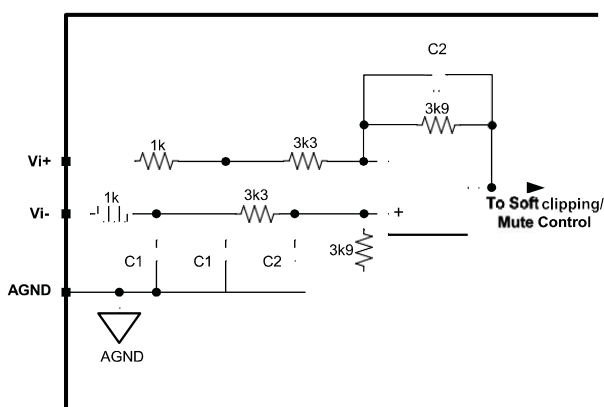 C2
3k9
1k
3k3
Vi+
1k
3k3
Vi-
+
To Soft clipping/
Mute Control
C1
C1
C2
3k9
AGND
AGND